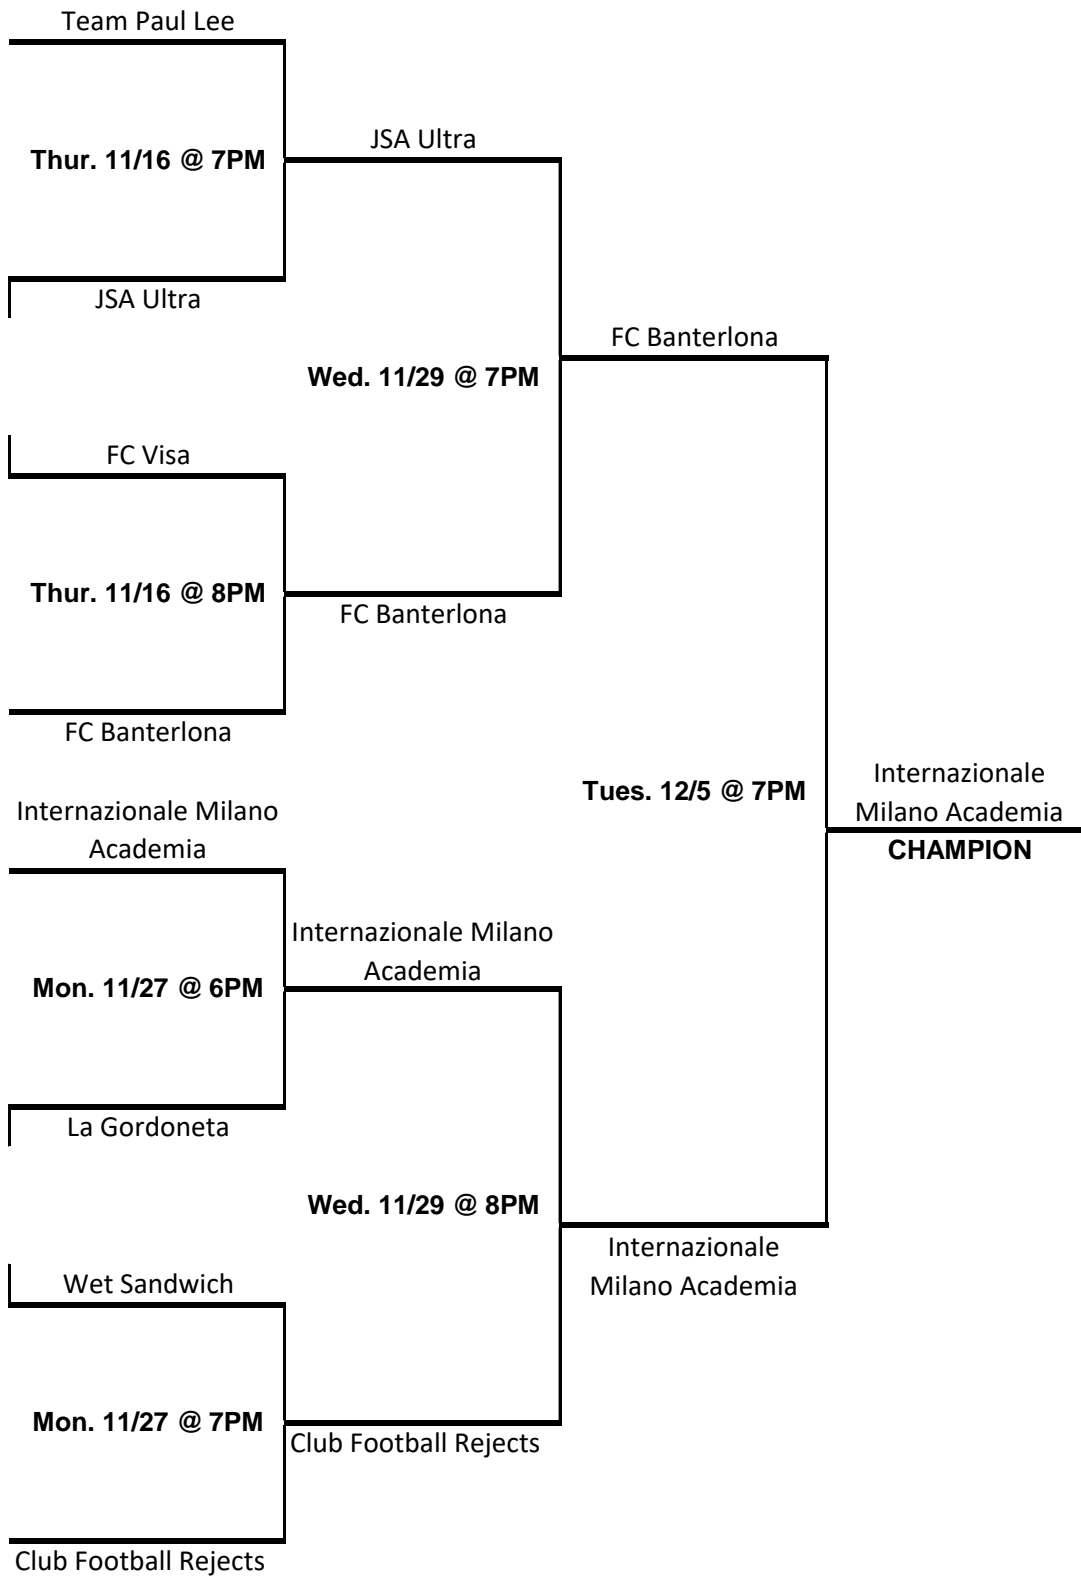 Team Paul Lee
JSA Ultra
Thur. 11/16 @ 7PM
JSA Ultra
FC Banterlona
Wed. 11/29 @ 7PM
FC Visa
Thur. 11/16 @ 8PM
FC Banterlona
FC Banterlona
Internazionale
Tues. 12/5 @ 7PM
Milano Academia
CHAMPION
Internazionale Milano
Academia
Internazionale Milano
Academia
Mon. 11/27 @ 6PM
La Gordoneta
Wed. 11/29 @ 8PM
Internazionale
Milano Academia
Wet Sandwich
Mon. 11/27 @ 7PM
Club Football Rejects
Club Football Rejects